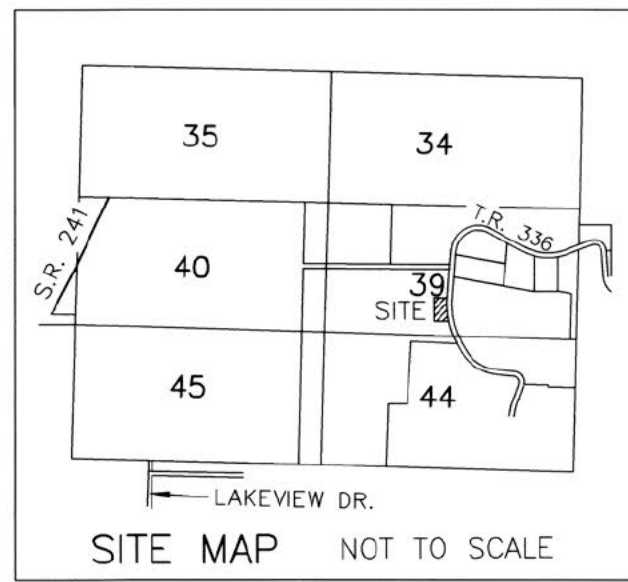 35
34
S.R. 241
T.R. 336
40
39
SITE
45
44
LAKEVIEW DR.
SITE MAP NOT TO SCALE